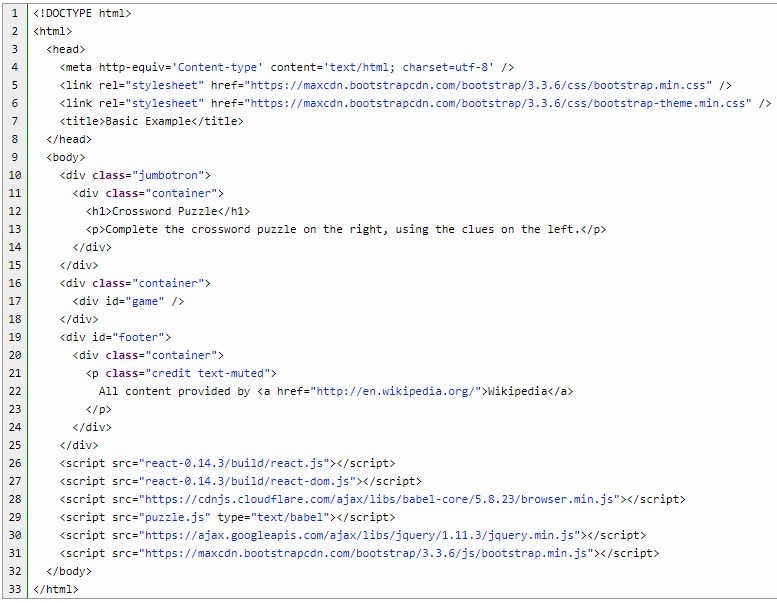 1 <!DOCTYPE html>
2 <html>
3   <head>
4     <meta http-equiv='Content-type' content='text/html; charset=utf-8' />
5     <link rel="stylesheet" href="https://maxcdn.bootstrapcdn.com/bootstrap/3.3.6/css/bootstrap.min.css" />
6     <link rel="stylesheet" href="https://maxcdn.bootstrapcdn.com/bootstrap/3.3.6/css/bootstrap-theme.min.css" />
7     <title>Basic Example</title>
8   </head>
9   <body>
10     <div class="jumbotron">
11       <div class="container">
12         <h1>Crossword Puzzle</h1>
13         <p>Complete the crossword puzzle on the right, using the clues on the left.</p>
14       </div>
15     </div>
16     <div class="container">
17       <div id="game" />
18     </div>
19     <div id="footer">
20       <div class="container">
21         <p class="credit text-muted">
22           All content provided by <a href="http://en.wikipedia.org/">Wikipedia</a>
23         </p>
24       </div>
25     </div>
26     <script src="react-0.14.3/build/react.js"></script>
27     <script src="react-0.14.3/build/react-dom.js"></script>
28     <script src="https://cdnjs.cloudflare.com/ajax/libs/babel-core/5.8.23/browser.min.js"></script>
29     <script src="puzzle.js" type="text/babel"></script>
30     <script src="https://ajax.googleapis.com/ajax/libs/jquery/1.11.3/jquery.min.js"></script>
31     <script src="https://maxcdn.bootstrapcdn.com/bootstrap/3.3.6/js/bootstrap.min.js"></script>
32   </body>
33 </html>